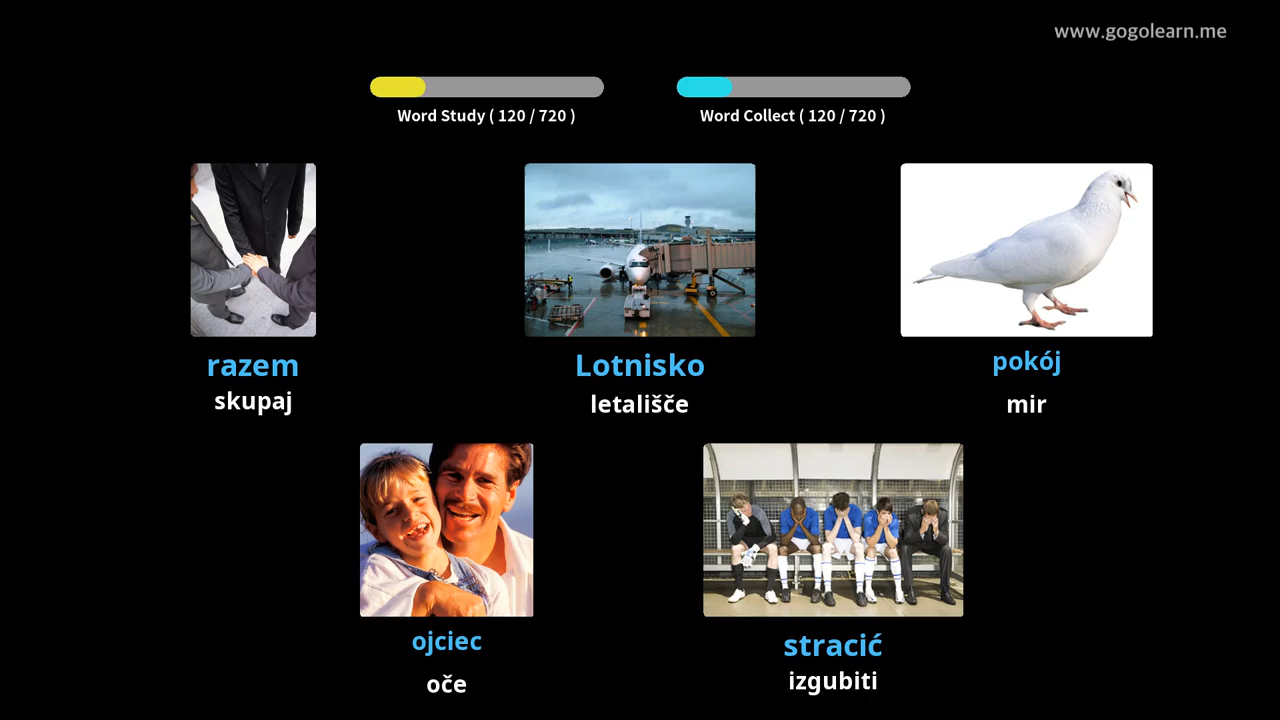 www.gogolearn.me
Word Study ( 120 / 720 )
Word Collect ( 120 / 720 )
razem
skupaj
Lotnisko
letališče
pokój
mir
ojciec
oče
stracić
izgubiti